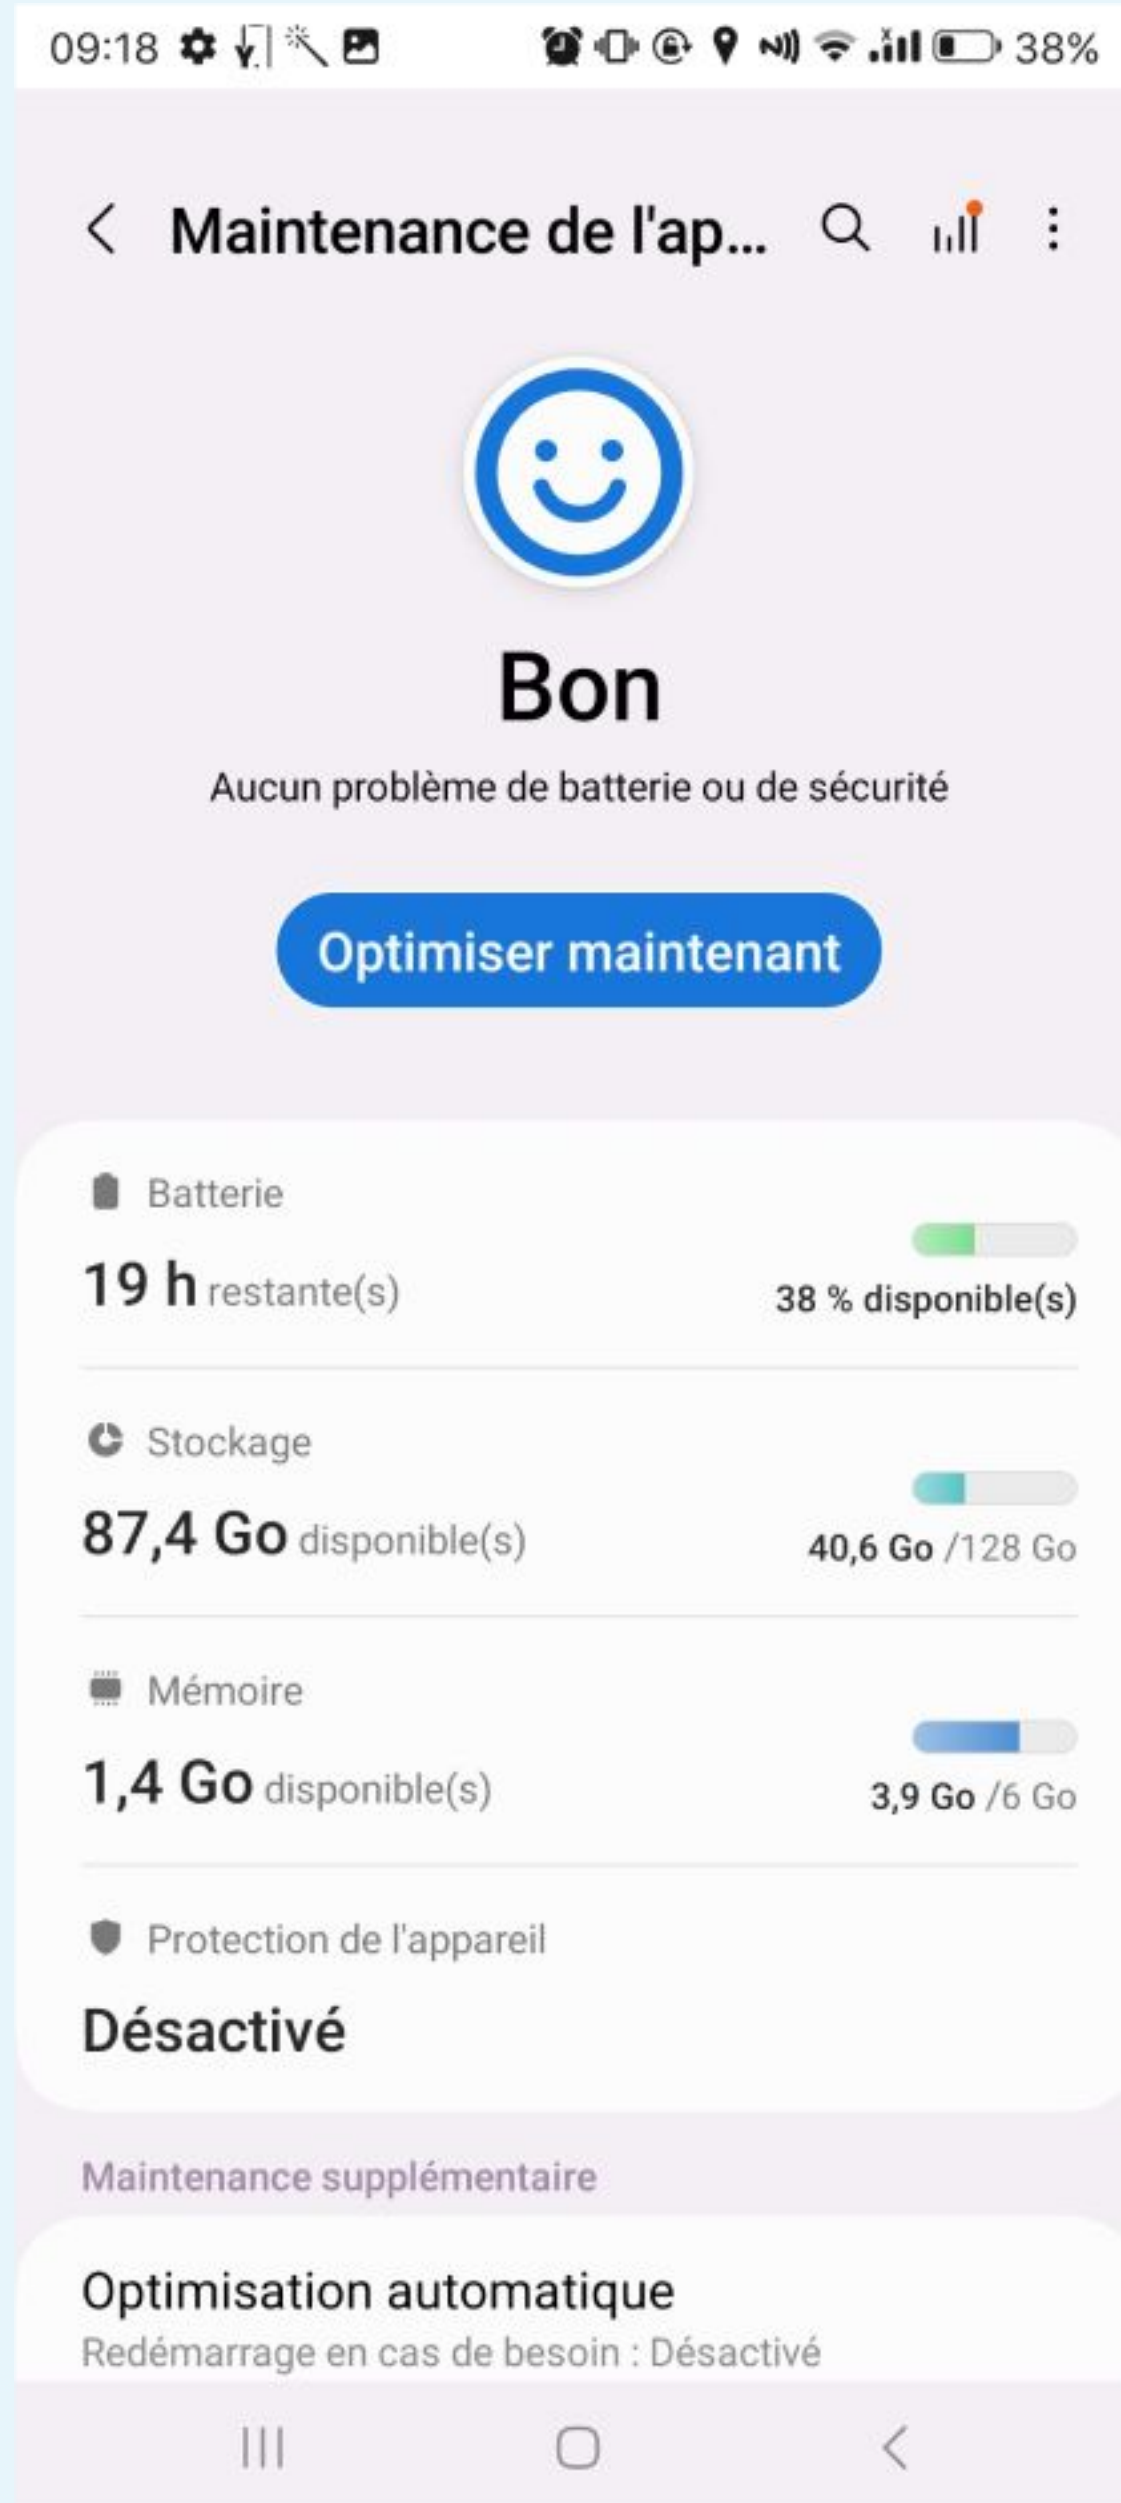 09:18
38%
Maintenance de l'ap...
Bon
Aucun problème de batterie ou de sécurité
Optimiser maintenant
Batterie
19 h restante(s)
38 % disponible(s)
Stockage
87,4 Go disponible(s)
40,6 Go /128 Go
Mémoire
1,4 Go disponible(s)
3,9 Go /6 Go
Protection de l'appareil
Désactivé
Maintenance supplémentaire
Optimisation automatique
Redémarrage en cas de besoin : Désactivé